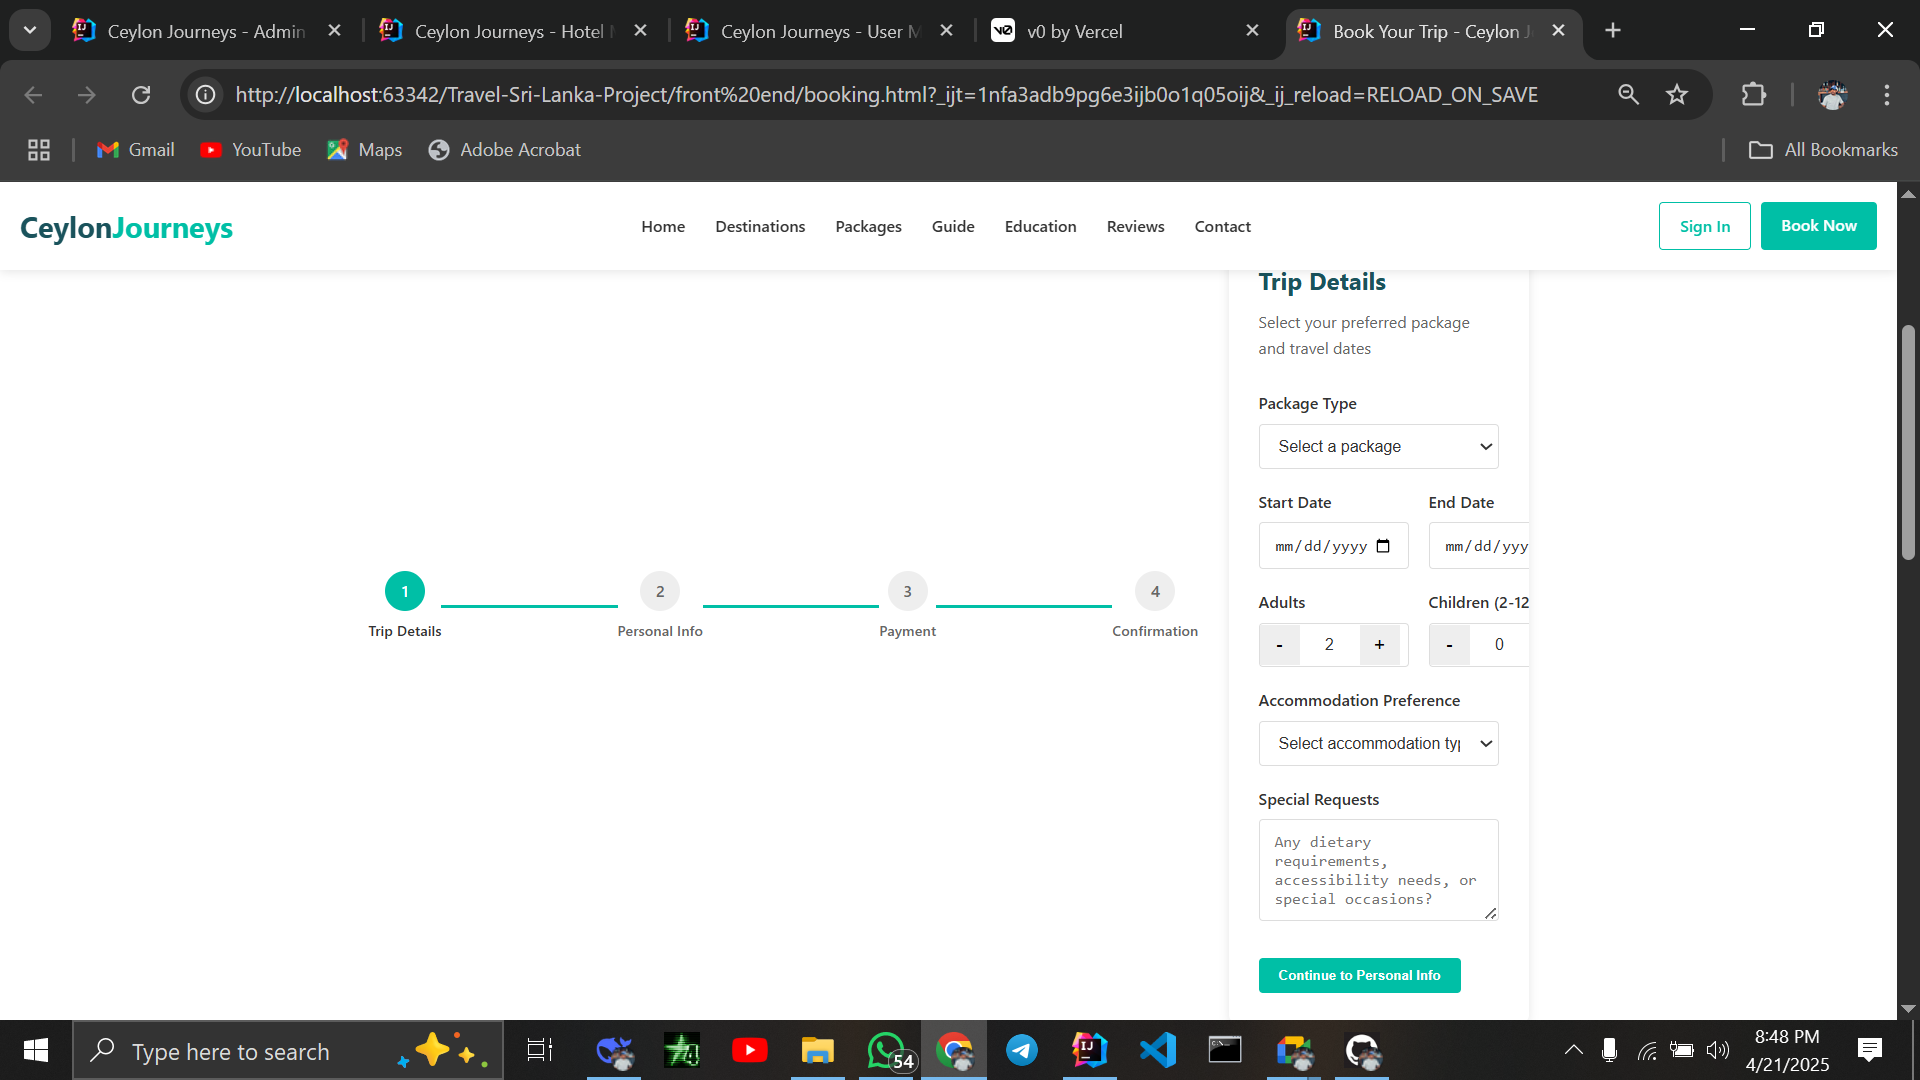 Ceylon Journeys - Admin
Ceylon Journeys - Hotel
Ceylon Journeys - User M
v0 by Vercel
Book Your Trip - Ceylon J
http://localhost:63342/Travel-Sri-Lanka-Project/front%20end/booking.html?_ijt=1nfa3adb9pg6e3ijb0o1q05oij&_ij_reload=RELOAD_ON_SAVE
Gmail
YouTube
Maps
Adobe Acrobat
All Bookmarks
CeylonJourneys
Home
Destinations
Packages
Guide
Education
Reviews
Contact
Sign In
Book Now
1
Trip Details
2
Personal Info
3
Payment
4
Confirmation
Trip Details
Select your preferred package
and travel dates
Package Type
Select a package
Start Date
End Date
mm/dd/yyyy
mm/dd/yyy
Adults
Children (2-12
- 2 +
- 0
Accommodation Preference
Select accommodation typ
Special Requests
Any dietary
requirements,
accessibility needs, or
special occasions?
Continue to Personal Info
Type here to search
54
8:48 PM
4/21/2025